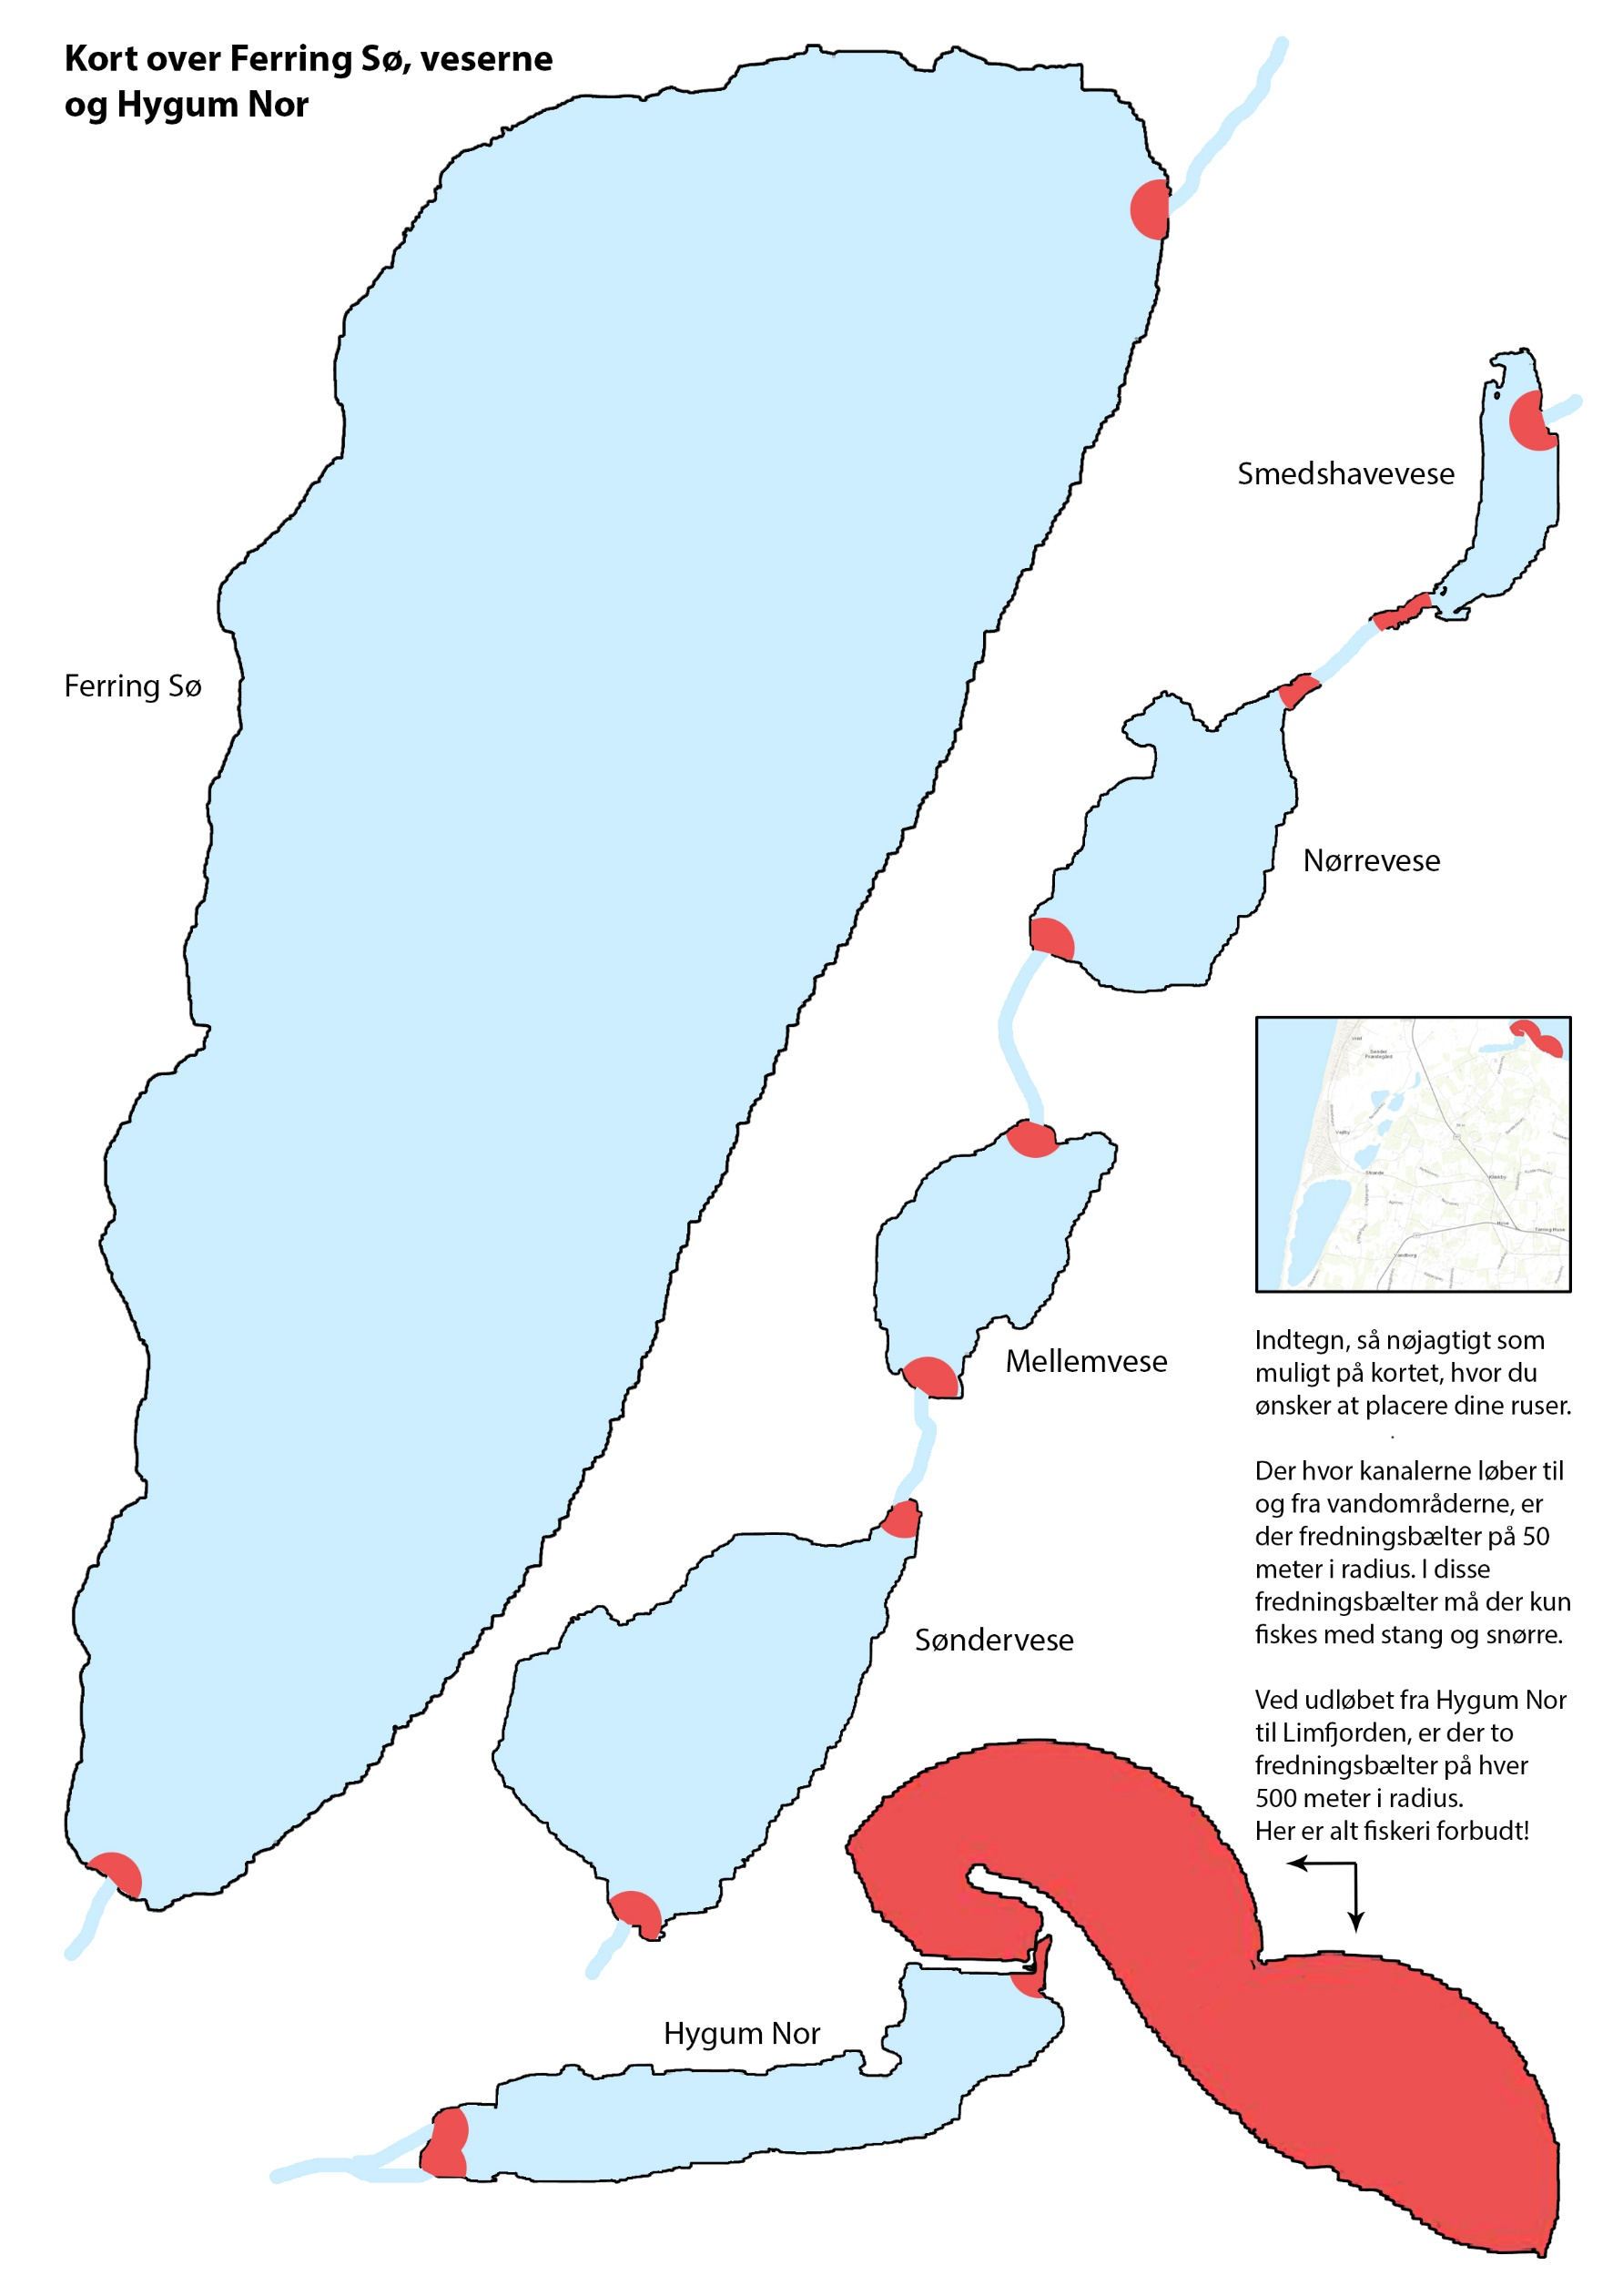 Kort over Ferring Sø, veserne
og Hygum Nor
Smedshavevese
Ferring Sø
Nørrevese
Mellemvese
Indtegn, så nøjagtigt som
muligt på kortet, hvor du
ønsker at placere dine ruser.
.
Der hvor kanalerne løber til
og fra vandområderne, er
der fredningsbælter på 50
meter i radius. I disse
fredningsbælter må der kun
fiskes med stang og snørre.
Søndervese
Ved udløbet fra Hygum Nor
til Limfjorden, er der to
fredningsbælter på hver
500 meter i radius.
Her er alt fiskeri forbudt!
Hygum Nor